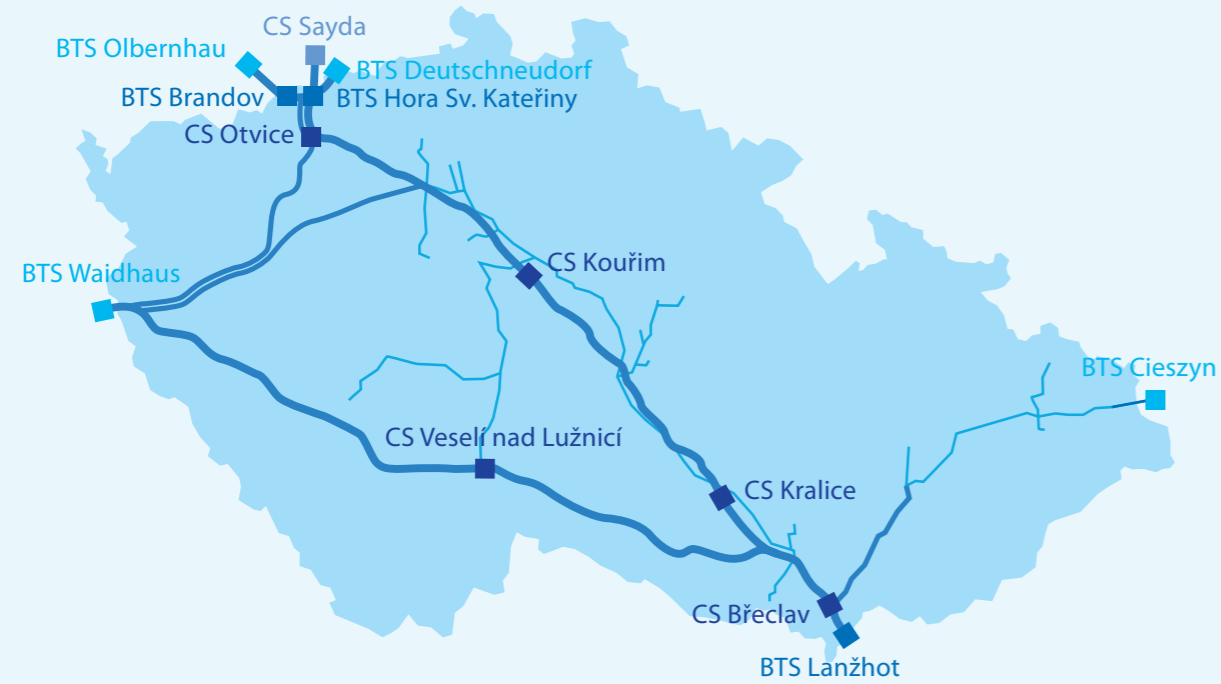 CS Sayda
BTS Olbernhau
BTS Deutschneudorf
BTS Brandov
BTS Hora Sv. Kateřiny
CS Otvice
CS Kouřim
BTS Waidhaus
BTS Cieszyn
CS Veselí nad Lužnicí
CS Kralice
CS Břeclav
BTS Lanžhot